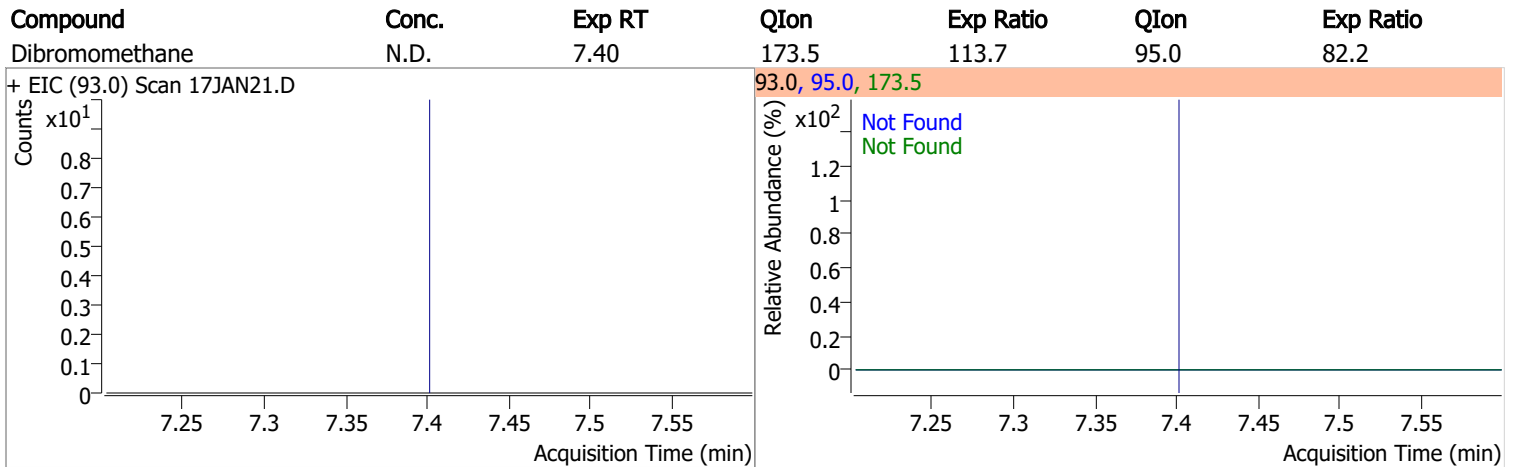 Compound Conc. Exp RT QIon Exp Ratio QIon Exp Ratio
Dibromomethane N.D. 7.40 173.5 113.7 95.0 82.2
+ EIC (93.0) Scan 17JAN21.D
Counts
x10¹
0.8
0.7
0.6
0.5
0.4
0.3
0.2
0.1
0
7.25 7.3 7.35 7.4 7.45 7.5 7.55
Acquisition Time (min)
93.0, 95.0, 173.5
Relative Abundance (%)
x10²
Not Found
Not Found
1.2
1
0.8
0.6
0.4
0.2
0
7.25 7.3 7.35 7.4 7.45 7.5 7.55
Acquisition Time (min)